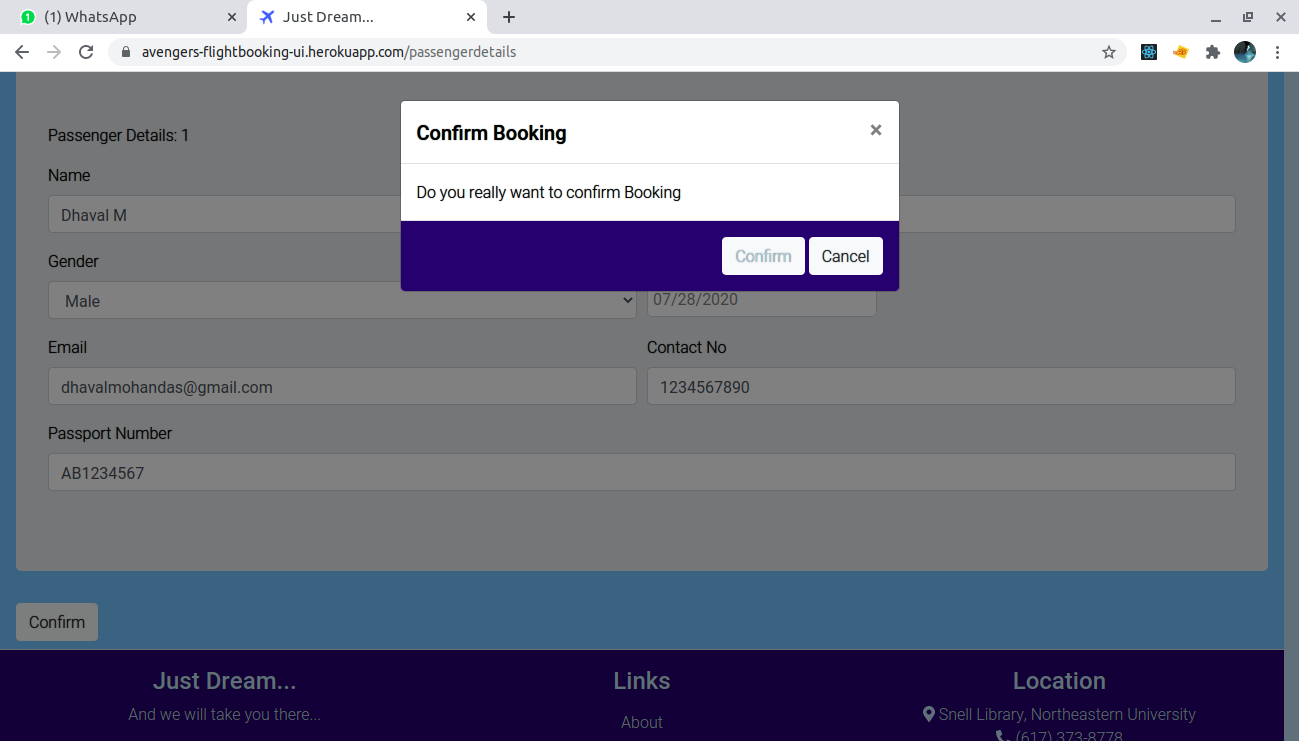 (1) WhatsApp
Just Dream...
avengers-flightbooking-ui.herokuapp.com/passengerdetails
Confirm Booking
×
Do you really want to confirm Booking
Confirm
Cancel
Passenger Details: 1
Name
Dhaval M
Gender
Male
07/28/2020
Email
Contact No
dhavalmohandas@gmail.com
1234567890
Passport Number
AB1234567
Confirm
Just Dream...
And we will take you there...
Links
About
Location
Snell Library, Northeastern University
(617) 373-8778